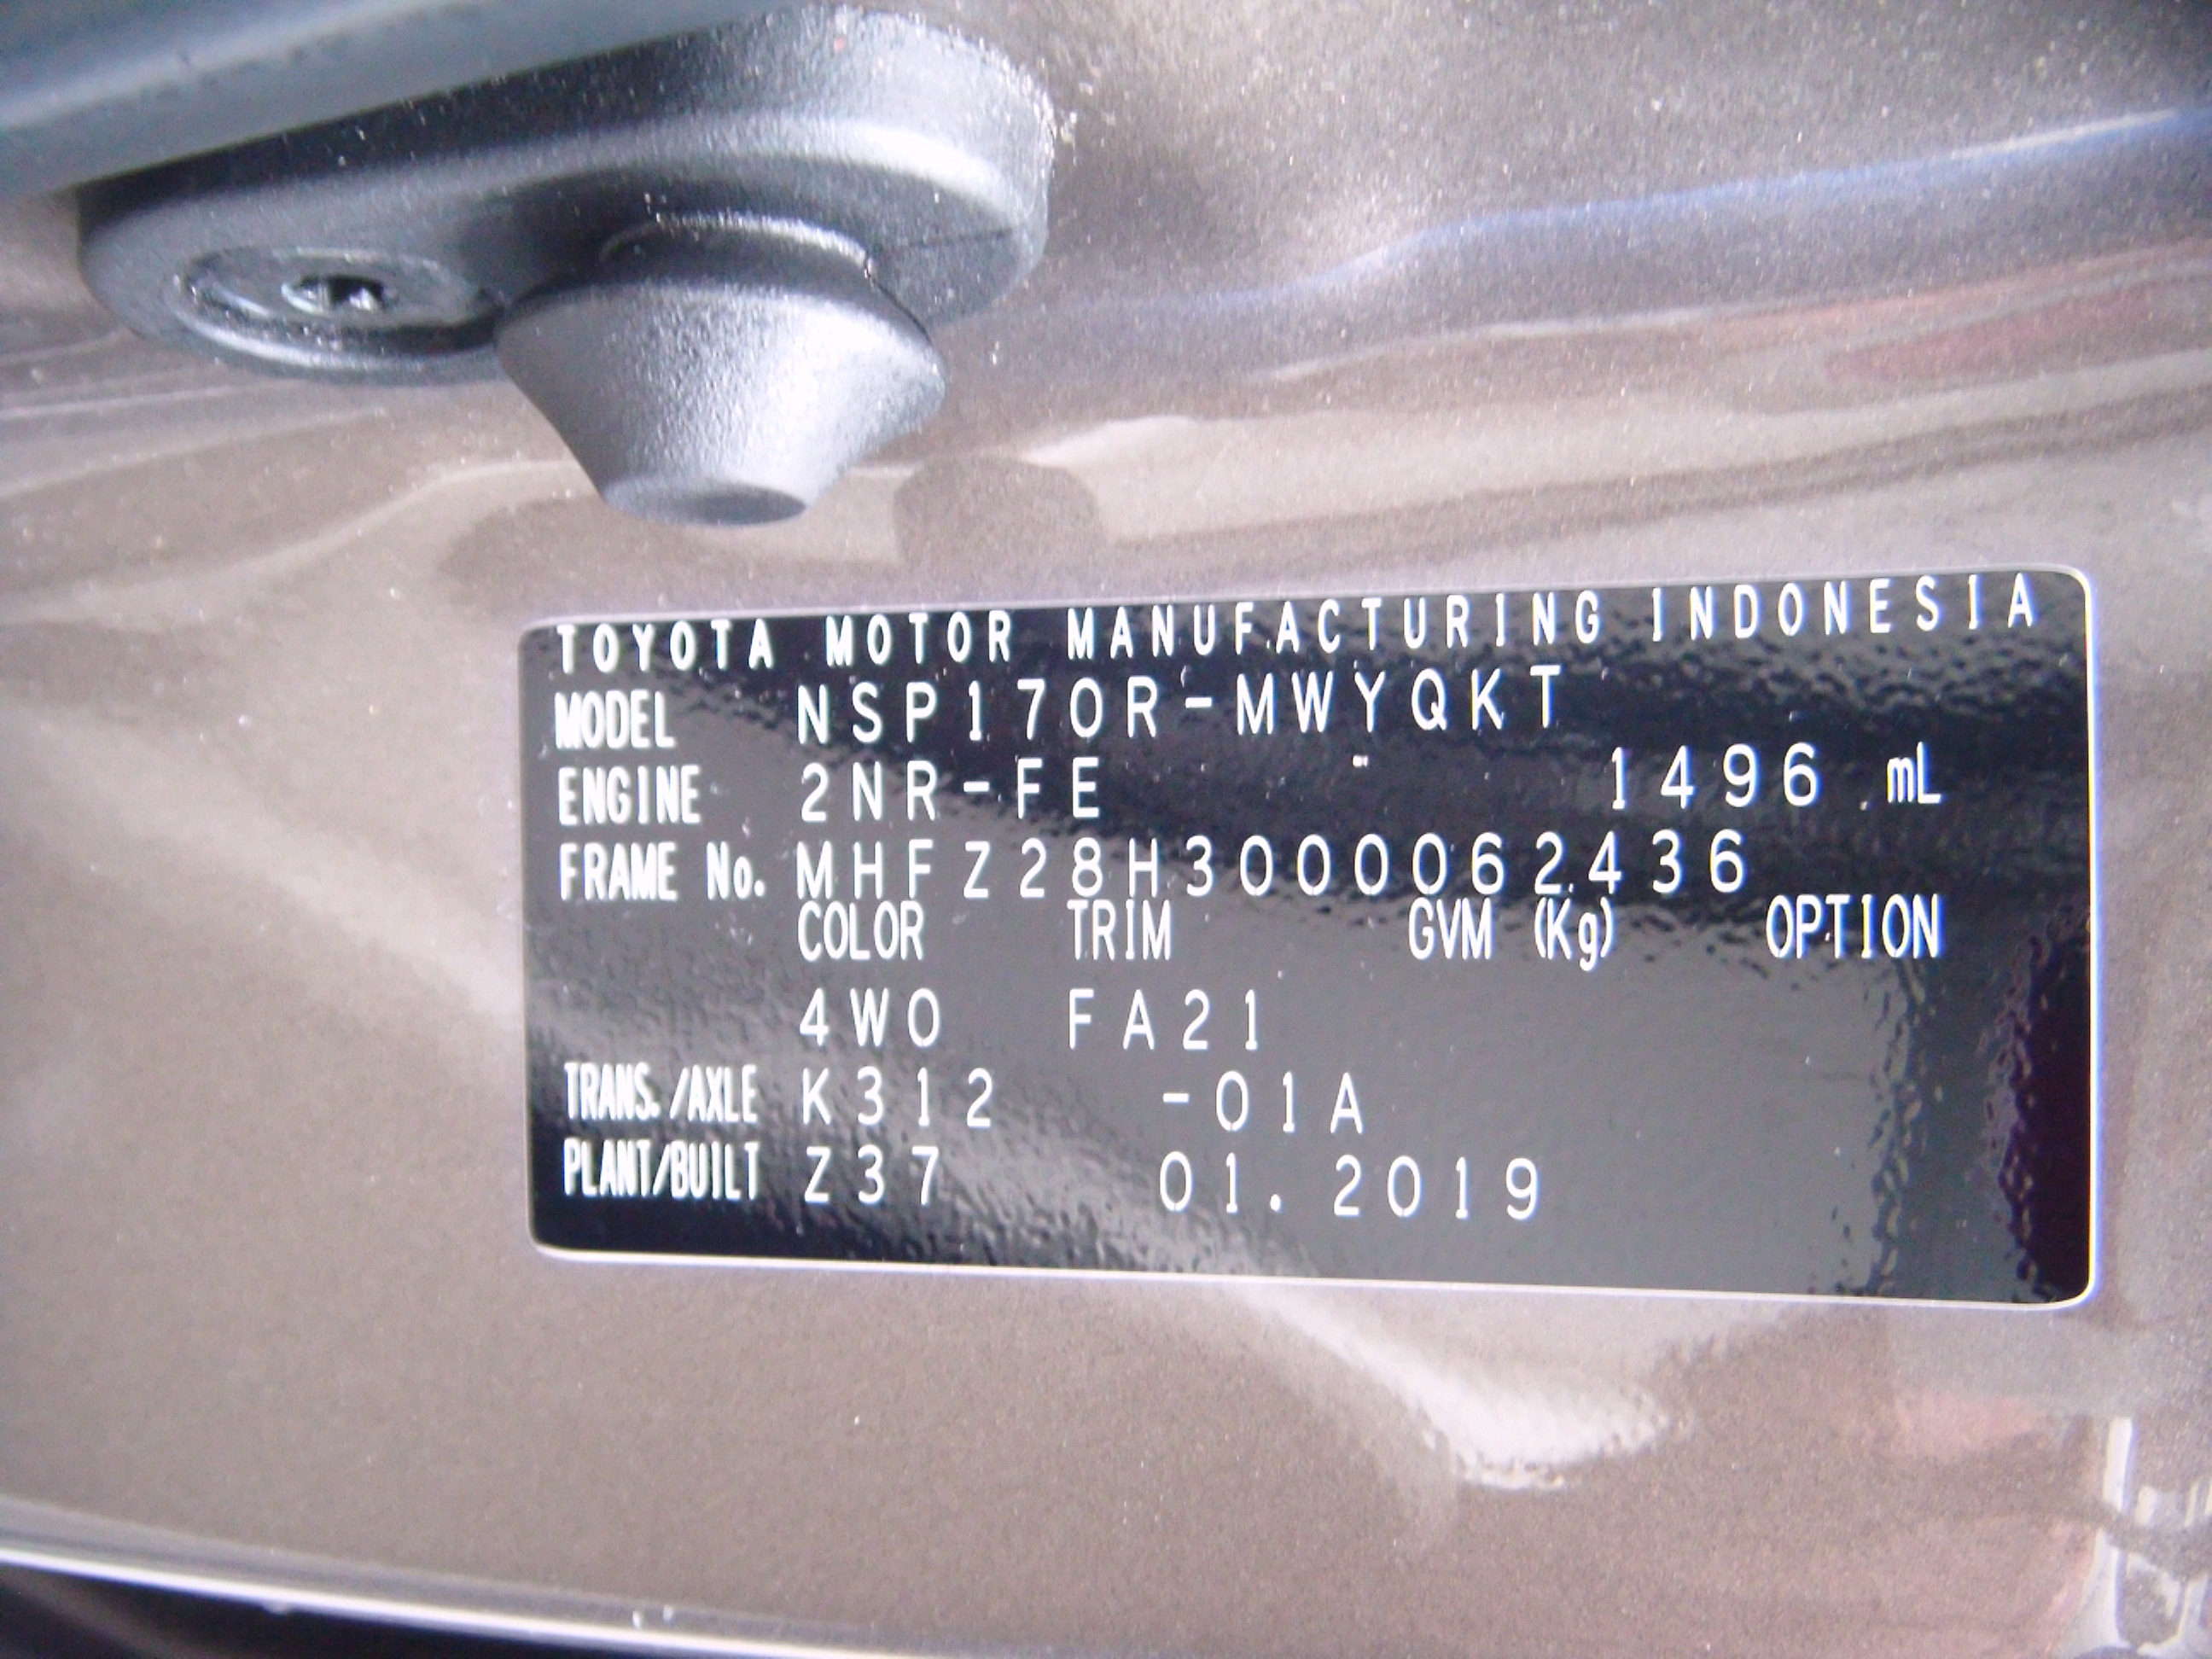 TOYOTA MOTOR MANUFACTURING INDONESIA
MODEL NSP170R-MWYQKT
ENGINE 2NR-FE 1496 mL
FRAME No. MHFZ28H3000062436
COLOR TRIM GVM (Kg) OPTION
4W0 FA21
TRANS./AXLE K312 -01A
PLANT/BUILT Z37 01.2019